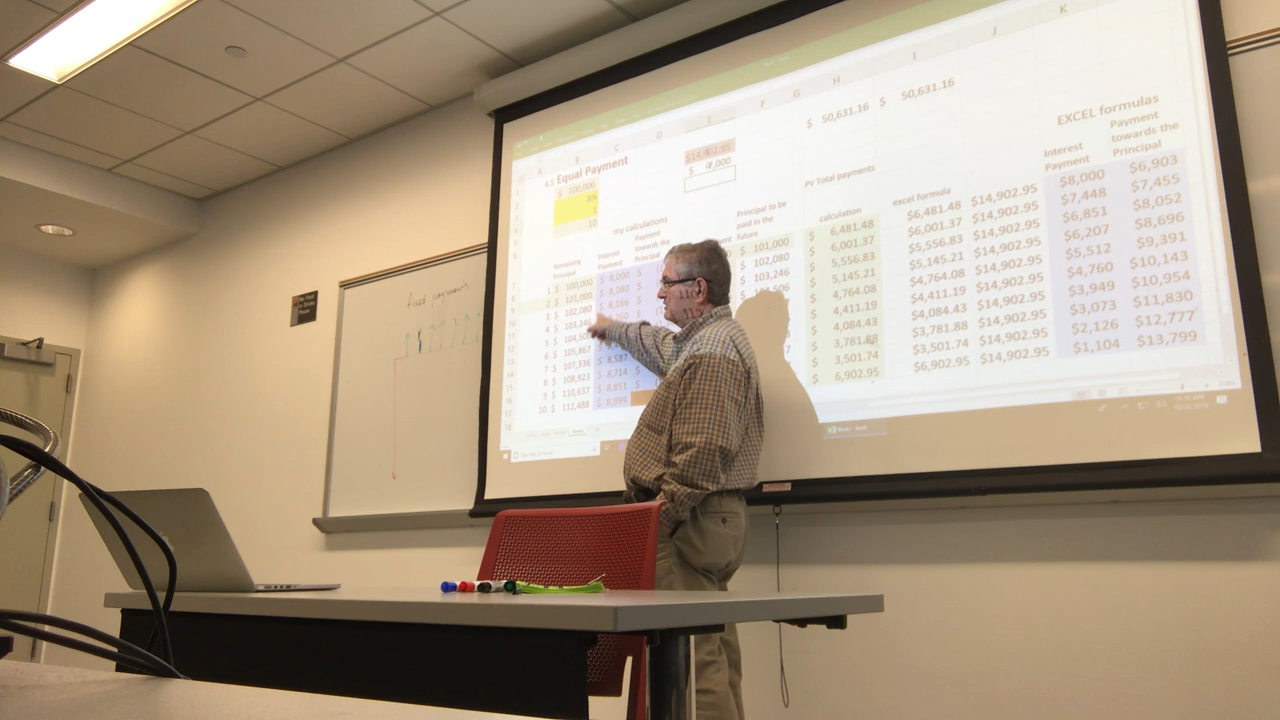 A B C D E F G H I J K
4.5 Equal Payment
$14,902.95
$ 7,000
$ 50,631.16 $ 50,631.16
$ 100,000
8%
1
10
my calculations
PV Total payments
EXCEL formulas
Remaining Principal
Interest Payment
Payment towards the Principal
Principal to be paid in the future
calculation
excel formula
Interest Payment
Payment towards the Principal
1 $ 100,000 $ 8,000 $ 101,000 $ 6,481.48 $6,481.48 $14,902.95 $8,000 $6,903
2 $ 101,000 $ 8,080 102,080 $ 6,001.37 $6,001.37 $14,902.95 $7,448 $7,455
3 $ 102,080 $ 8,166 103,246 $ 5,556.83 $5,556.83 $14,902.95 $6,851 $8,052
4 $ 103,246 $ $ 5,145.21 $5,145.21 $14,902.95 $6,207 $8,696
$ 4,764.08 $4,764.08 $14,902.95 $5,512 $9,391
6 $ 105,867 $ 4,411.19 $4,411.19 $14,902.95 $4,760 $10,143
7 $ 107,336 $ 8,587 $ $ 4,084.43 $4,084.43 $14,902.95 $3,949 $10,954
8 $ 108,923 $ 8,714 $ $ 3,781.88 $3,781.88 $14,902.95 $3,073 $11,830
9 $ 110,637 $ 8,851 $ $ 3,501.74 $3,501.74 $14,902.95 $2,126 $12,777
10 $ 112,488 $ 8,999 $ 6,902.95 $6,902.95 $14,902.95 $1,104 $13,799
fixed payments
No Food or Drinks Please